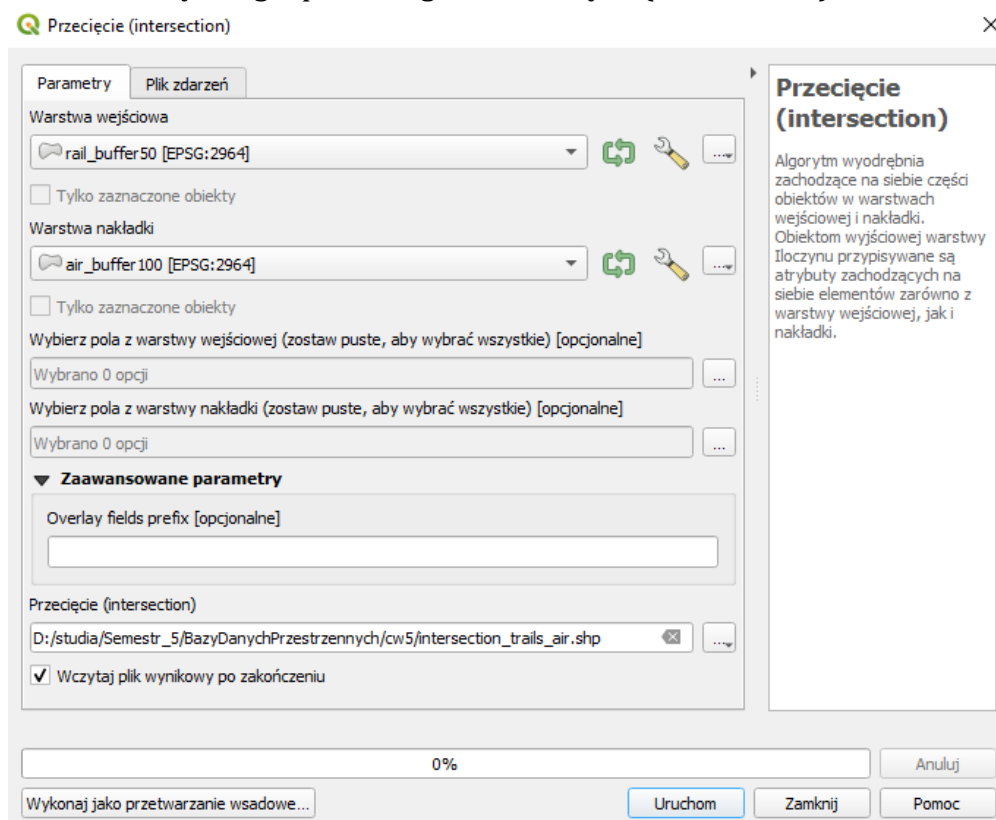 Przecięcie (intersection)
Parametry
Plik zdarzeń
Warstwa wejściowa
rail_buffer50 [EPSG:2964]
...
Tylko zaznaczone obiekty
Warstwa nakładki
air_buffer100 [EPSG:2964]
...
Tylko zaznaczone obiekty
Wybierz pola z warstwy wejściowej (zostaw puste, aby wybrać wszystkie) [opcjonalne]
Wybrano 0 opcji
...
Wybierz pola z warstwy nakładki (zostaw puste, aby wybrać wszystkie) [opcjonalne]
Wybrano 0 opcji
...
Zaawansowane parametry
Overlay fields prefix [opcjonalne]
Przecięcie (intersection)
D:/studia/Semestr_5/BazyDanychPrzestrzennych/cw5/intersection_trails_air.shp
...
Wczytaj plik wynikowy po zakończeniu
Przecięcie
(intersection)
Algorytm wyodrębnia
zachodzące na siebie części
obiektów w warstwach
wejściowej i nakładki.
Obiektom wyjściowej warstwy
Iloczynu przypisywane są
atrybuty zachodzących na
siebie elementów zarówno z
warstwy wejściowej, jak i
nakładki.
0%
Anuluj
Wykonaj jako przetwarzanie wsadowe...
Uruchom
Zamknij
Pomoc